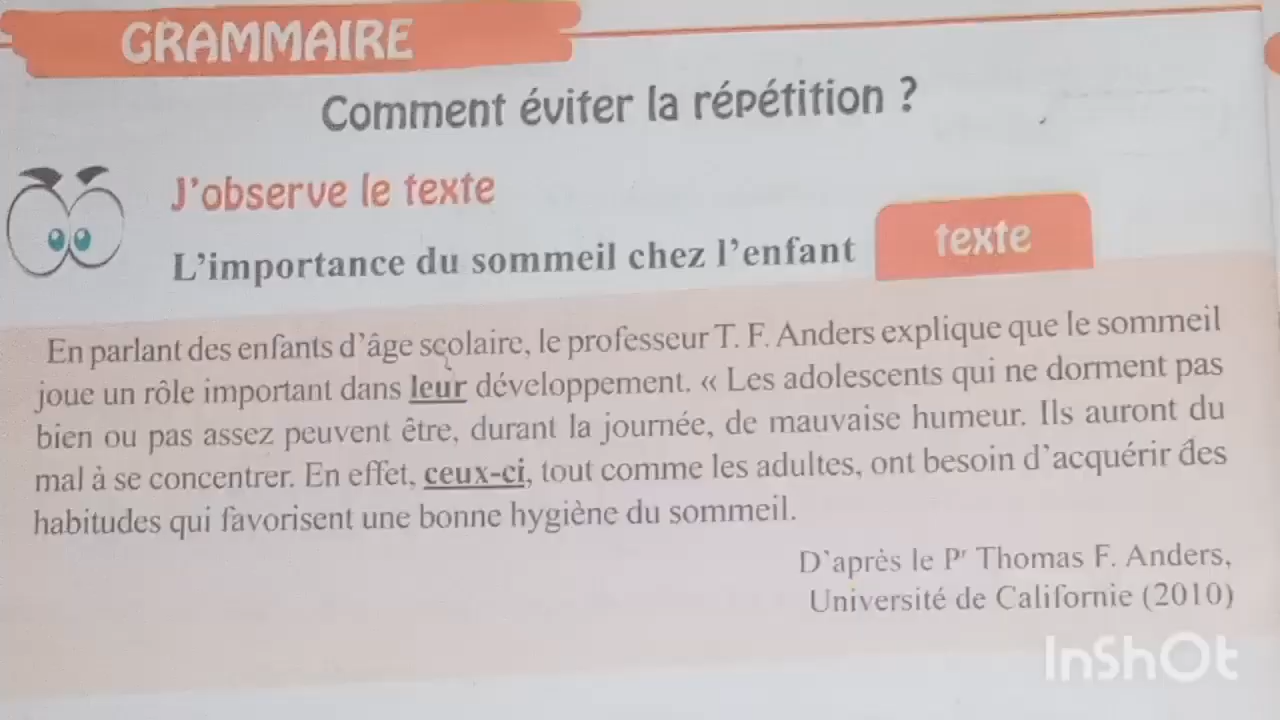 GRAMMAIRE
Comment éviter la répétition ?
J'observe le texte
L'importance du sommeil chez l'enfant
texte
En parlant des enfants d'âge scolaire, le professeur T. F. Anders explique que le sommeil
joue un rôle important dans leur développement. « Les adolescents qui ne dorment pas
bien ou pas assez peuvent être, durant la journée, de mauvaise humeur. Ils auront du
mal à se concentrer. En effet, ceux-ci, tout comme les adultes, ont besoin d'acquérir des
habitudes qui favorisent une bonne hygiène du sommeil.
D'après le Pr Thomas F. Anders,
Université de Californie (2010)
InShOt